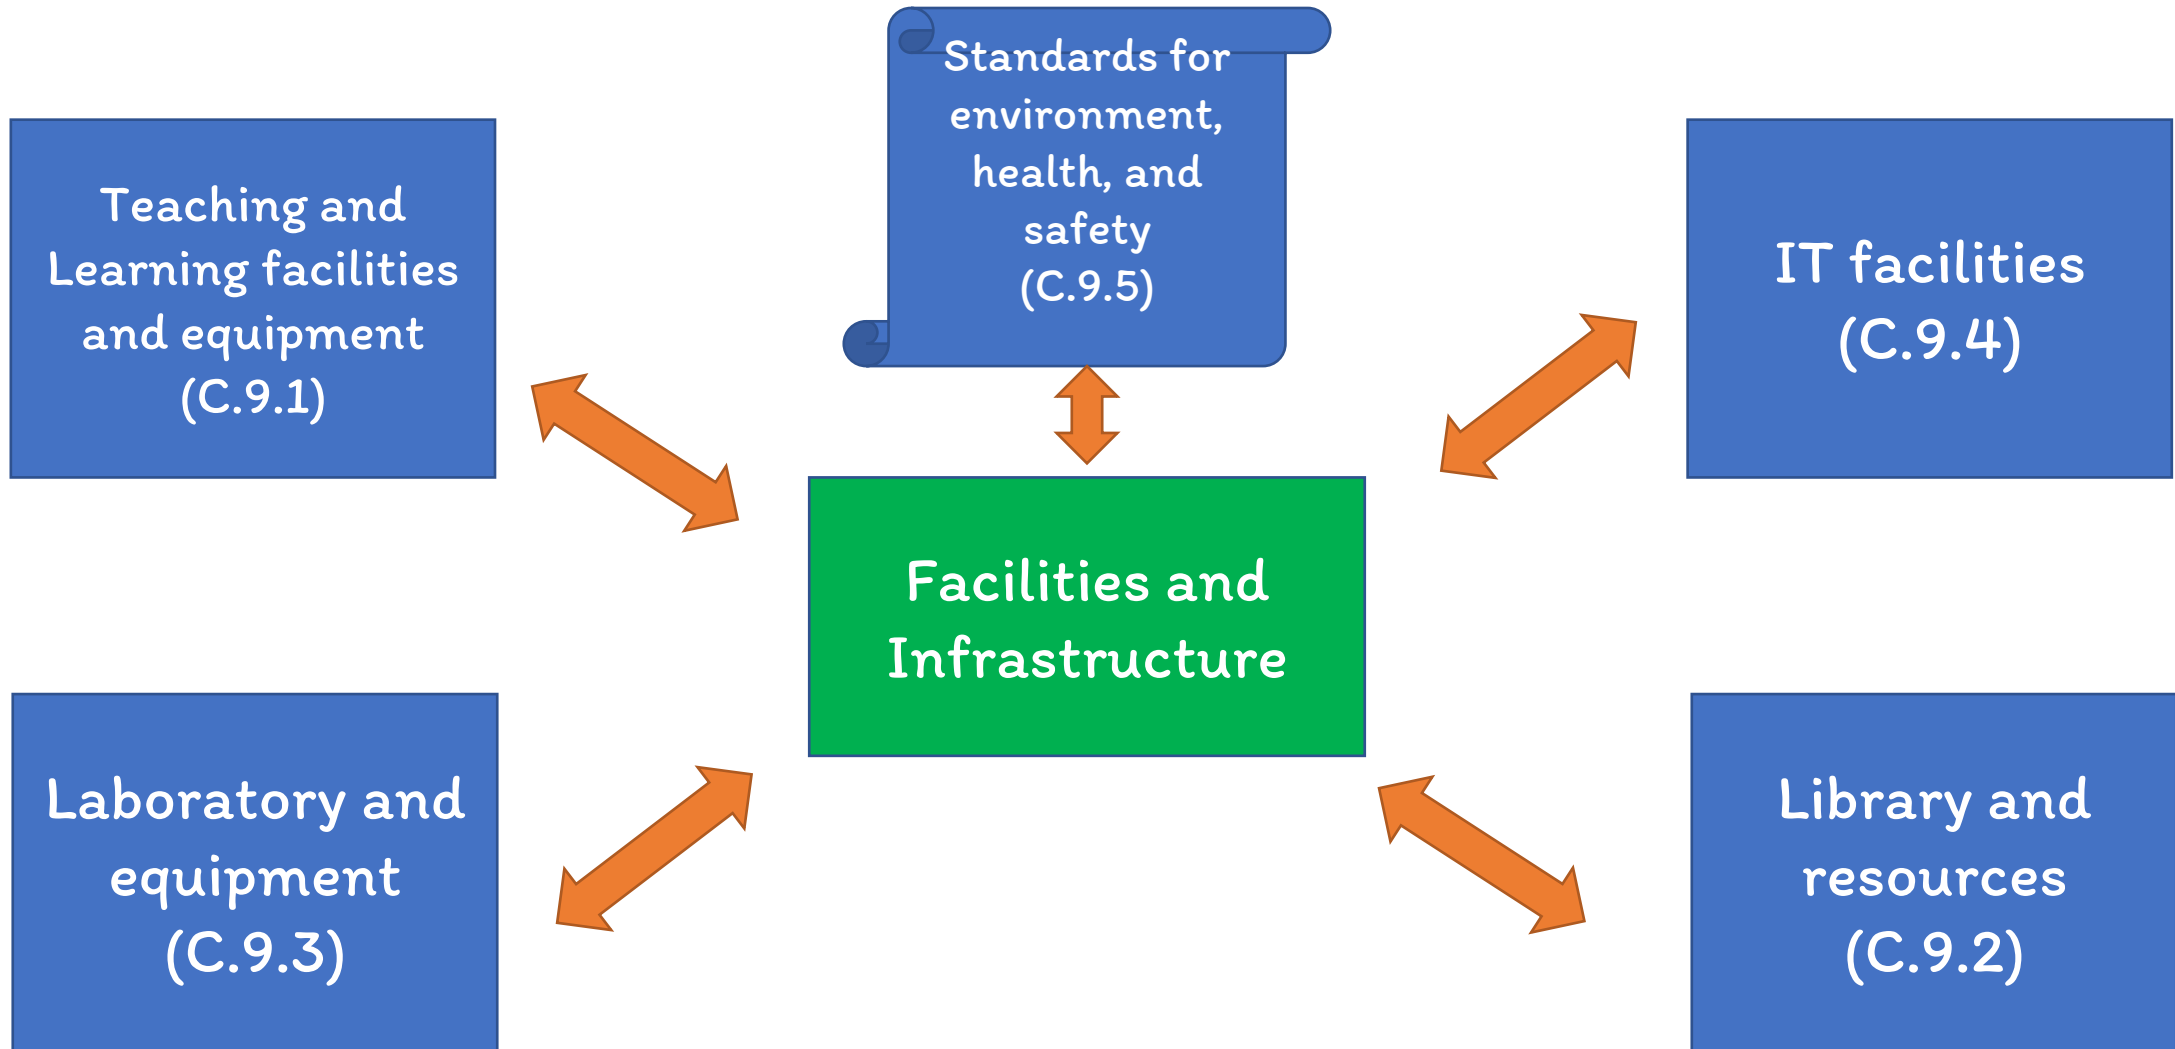 Standards for
environment,
health, and
safety
(C.9.5)
Teaching and
Learning facilities
and equipment
(C.9.1)
IT facilities
(C.9.4)
Facilities and
Infrastructure
Laboratory and
equipment
(C.9.3)
Library and
resources
(C.9.2)